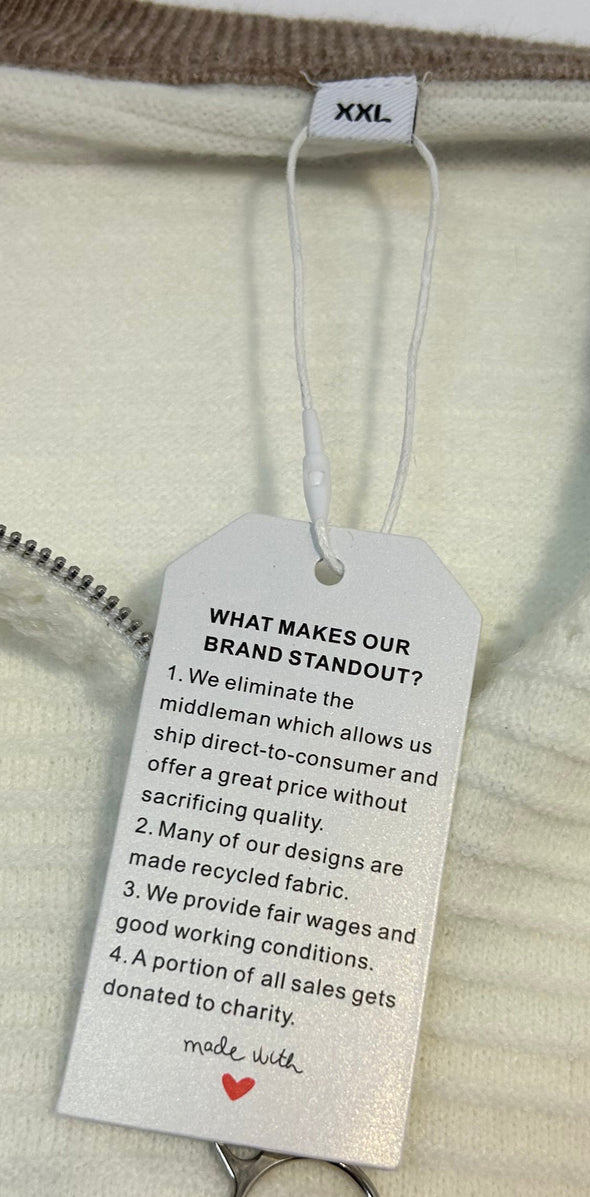 XXL
WHAT MAKES OUR
BRAND STANDOUT?
1. We eliminate the
middleman which allows us
ship direct-to-consumer and
offer a great price without
sacrificing quality.
2. Many of our designs are
made recycled fabric.
3. We provide fair wages and
good working conditions.
4. A portion of all sales gets
donated to charity.
made with